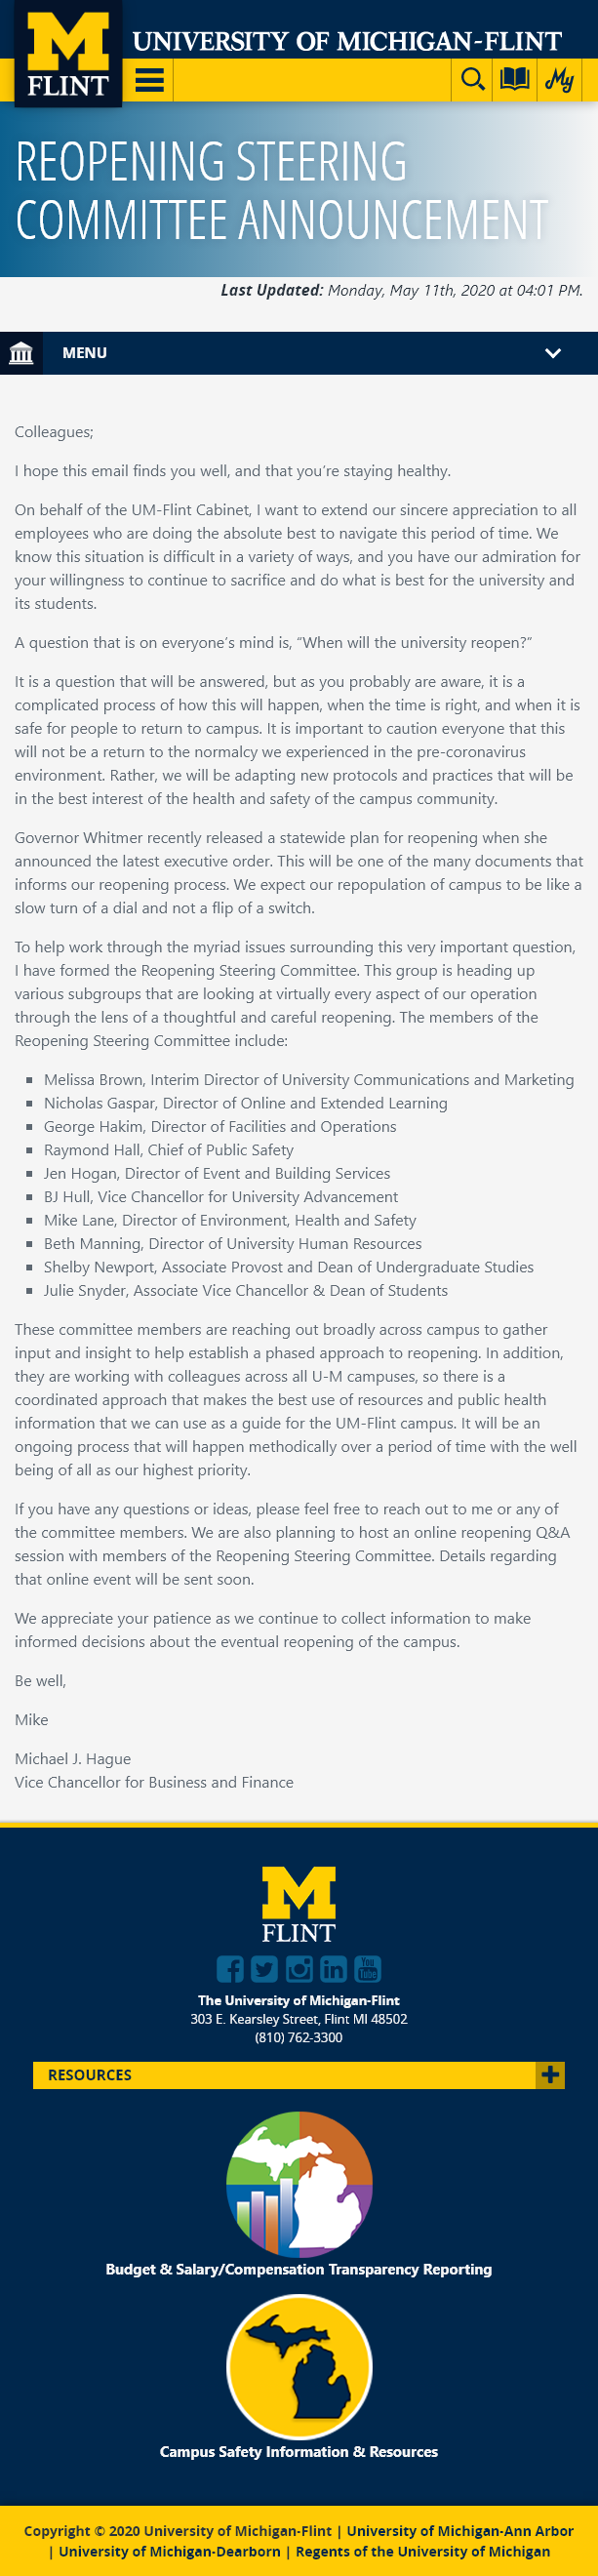 M
FLINT
UNIVERSITY OF MICHIGAN-FLINT
My
REOPENING STEERING
COMMITTEE ANNOUNCEMENT
Last Updated: Monday, May 11th, 2020 at 04:01 PM.
MENU
Colleagues;
I hope this email finds you well, and that you’re staying healthy.
On behalf of the UM-Flint Cabinet, I want to extend our sincere appreciation to all
employees who are doing the absolute best to navigate this period of time. We
know this situation is difficult in a variety of ways, and you have our admiration for
your willingness to continue to sacrifice and do what is best for the university and
its students.
A question that is on everyone’s mind is, “When will the university reopen?”
It is a question that will be answered, but as you probably are aware, it is a
complicated process of how this will happen, when the time is right, and when it is
safe for people to return to campus. It is important to caution everyone that this
will not be a return to the normalcy we experienced in the pre-coronavirus
environment. Rather, we will be adapting new protocols and practices that will be
in the best interest of the health and safety of the campus community.
Governor Whitmer recently released a statewide plan for reopening when she
announced the latest executive order. This will be one of the many documents that
informs our reopening process. We expect our repopulation of campus to be like a
slow turn of a dial and not a flip of a switch.
To help work through the myriad issues surrounding this very important question,
I have formed the Reopening Steering Committee. This group is heading up
various subgroups that are looking at virtually every aspect of our operation
through the lens of a thoughtful and careful reopening. The members of the
Reopening Steering Committee include:
Melissa Brown, Interim Director of University Communications and Marketing
Nicholas Gaspar, Director of Online and Extended Learning
George Hakim, Director of Facilities and Operations
Raymond Hall, Chief of Public Safety
Jen Hogan, Director of Event and Building Services
BJ Hull, Vice Chancellor for University Advancement
Mike Lane, Director of Environment, Health and Safety
Beth Manning, Director of University Human Resources
Shelby Newport, Associate Provost and Dean of Undergraduate Studies
Julie Snyder, Associate Vice Chancellor & Dean of Students
These committee members are reaching out broadly across campus to gather
input and insight to help establish a phased approach to reopening. In addition,
they are working with colleagues across all U-M campuses, so there is a
coordinated approach that makes the best use of resources and public health
information that we can use as a guide for the UM-Flint campus. It will be an
ongoing process that will happen methodically over a period of time with the well
being of all as our highest priority.
If you have any questions or ideas, please feel free to reach out to me or any of
the committee members. We are also planning to host an online reopening Q&A
session with members of the Reopening Steering Committee. Details regarding
that online event will be sent soon.
We appreciate your patience as we continue to collect information to make
informed decisions about the eventual reopening of the campus.
Be well,
Mike
Michael J. Hague
Vice Chancellor for Business and Finance
M
FLINT
You Tube
The University of Michigan-Flint
303 E. Kearsley Street, Flint MI 48502
(810) 762-3300
RESOURCES
Budget & Salary/Compensation Transparency Reporting
Campus Safety Information & Resources
Copyright © 2020 University of Michigan-Flint | University of Michigan-Ann Arbor
| University of Michigan-Dearborn | Regents of the University of Michigan